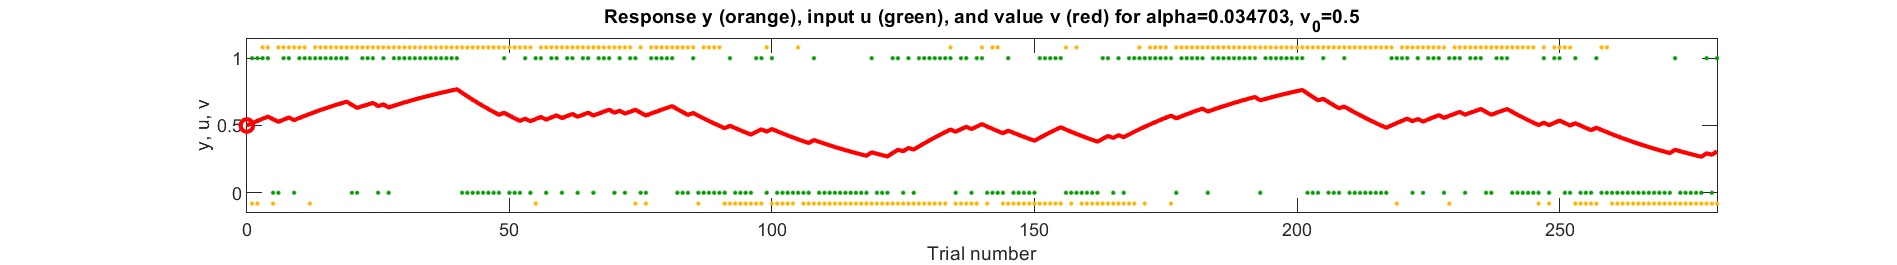 Response y (orange), input u (green), and value v (red) for alpha=0.034703, v0=0.5
1
0.5
0
y, u, v
0 50 100 150 200 250
Trial number